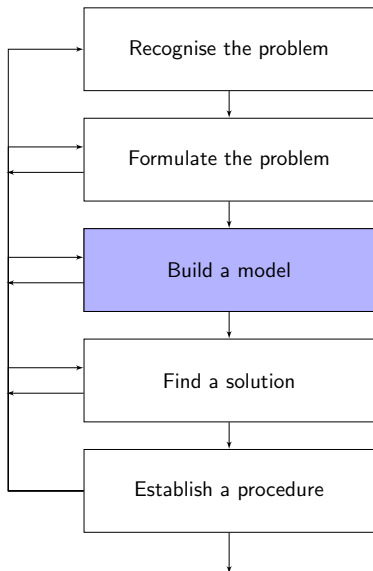 Recognise the problem
Formulate the problem
Build a model
Find a solution
Establish a procedure